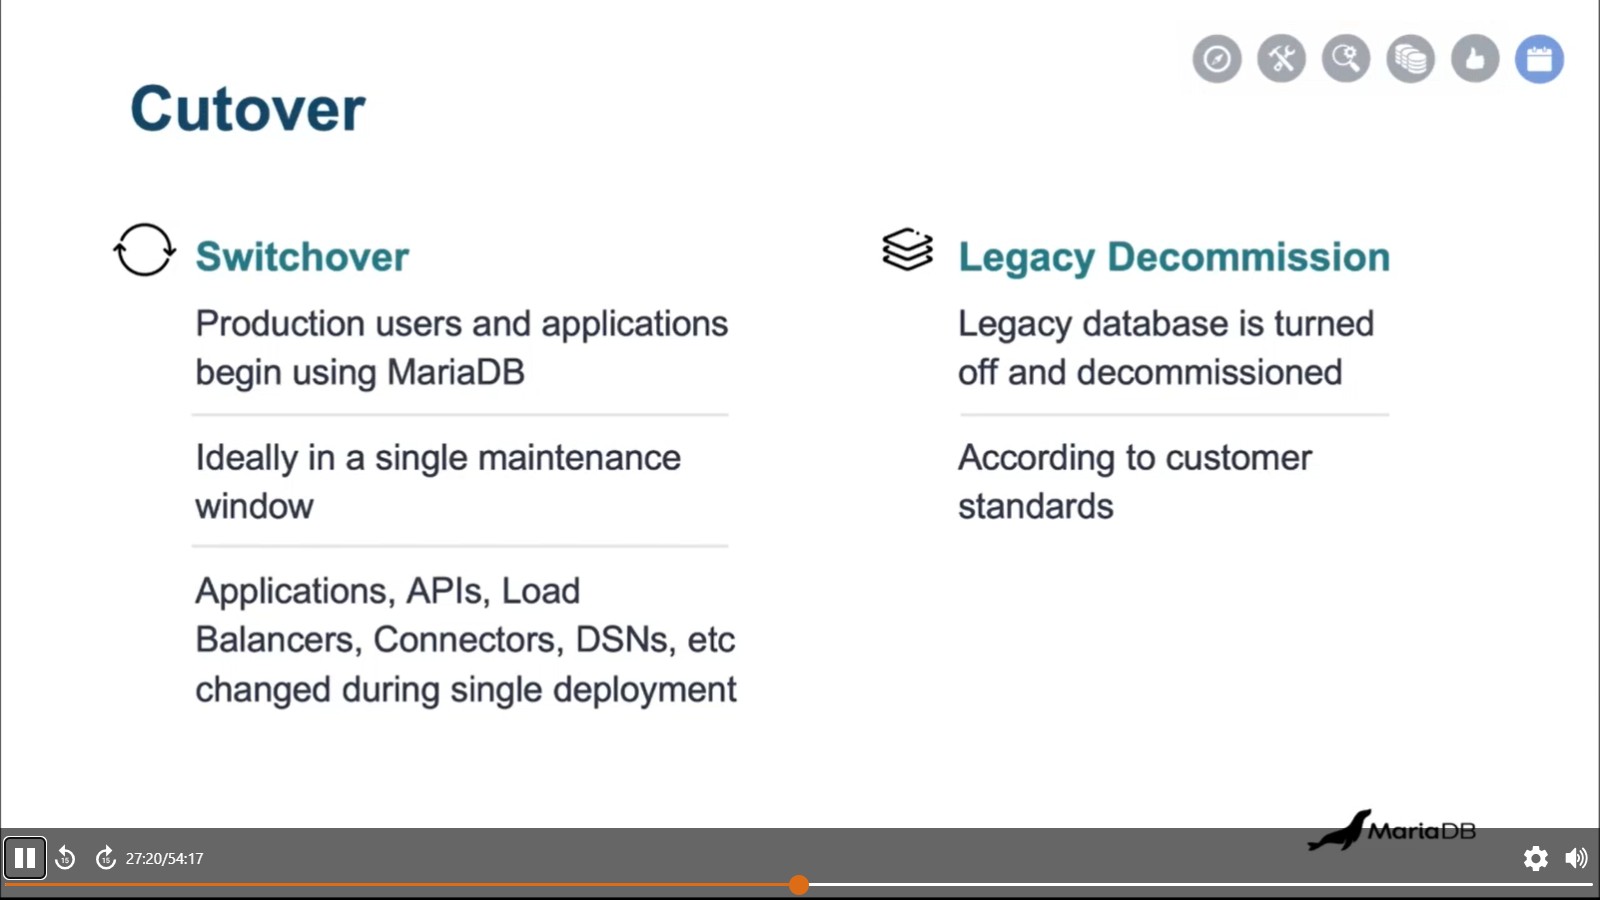 Cutover
Switchover
Production users and applications
begin using MariaDB
Ideally in a single maintenance
window
Applications, APIs, Load
Balancers, Connectors, DSNs, etc
changed during single deployment
Legacy Decommission
Legacy database is turned
off and decommissioned
According to customer
standards
MariaDB
15
15
27:20/54:17